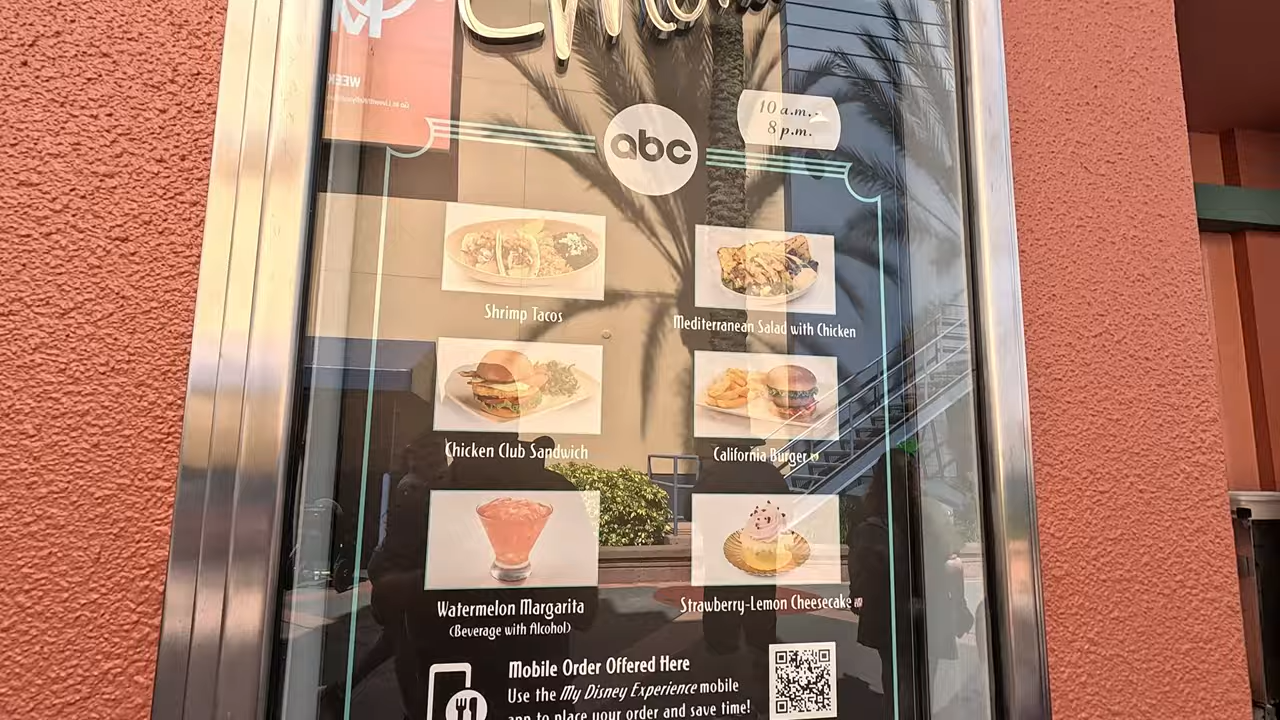 abc
10 a.m. -
8 p.m.
Shrimp Tacos
Mediterranean Salad with Chicken
Chicken Club Sandwich
California Burger
Watermelon Margarita
(Beverage with Alcohol)
Strawberry-Lemon Cheesecake
Mobile Order Offered Here
Use the My Disney Experience mobile
app to place your order and save time!